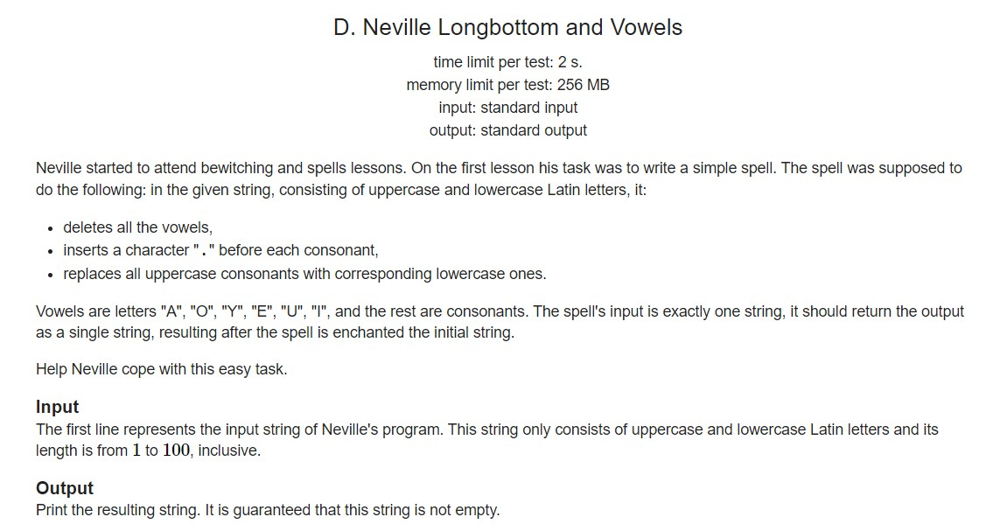 D. Neville Longbottom and Vowels
time limit per test: 2 s.
memory limit per test: 256 MB
input: standard input
output: standard output
Neville started to attend bewitching and spells lessons. On the first lesson his task was to write a simple spell. The spell was supposed to
do the following: in the given string, consisting of uppercase and lowercase Latin letters, it:
• deletes all the vowels,
• inserts a character "." before each consonant,
• replaces all uppercase consonants with corresponding lowercase ones.
Vowels are letters "A", "O", "Y", "E", "U", "I", and the rest are consonants. The spell's input is exactly one string, it should return the output
as a single string, resulting after the spell is enchanted the initial string.
Help Neville cope with this easy task.
Input
The first line represents the input string of Neville's program. This string only consists of uppercase and lowercase Latin letters and its
length is from 1 to 100, inclusive.
Output
Print the resulting string. It is guaranteed that this string is not empty.